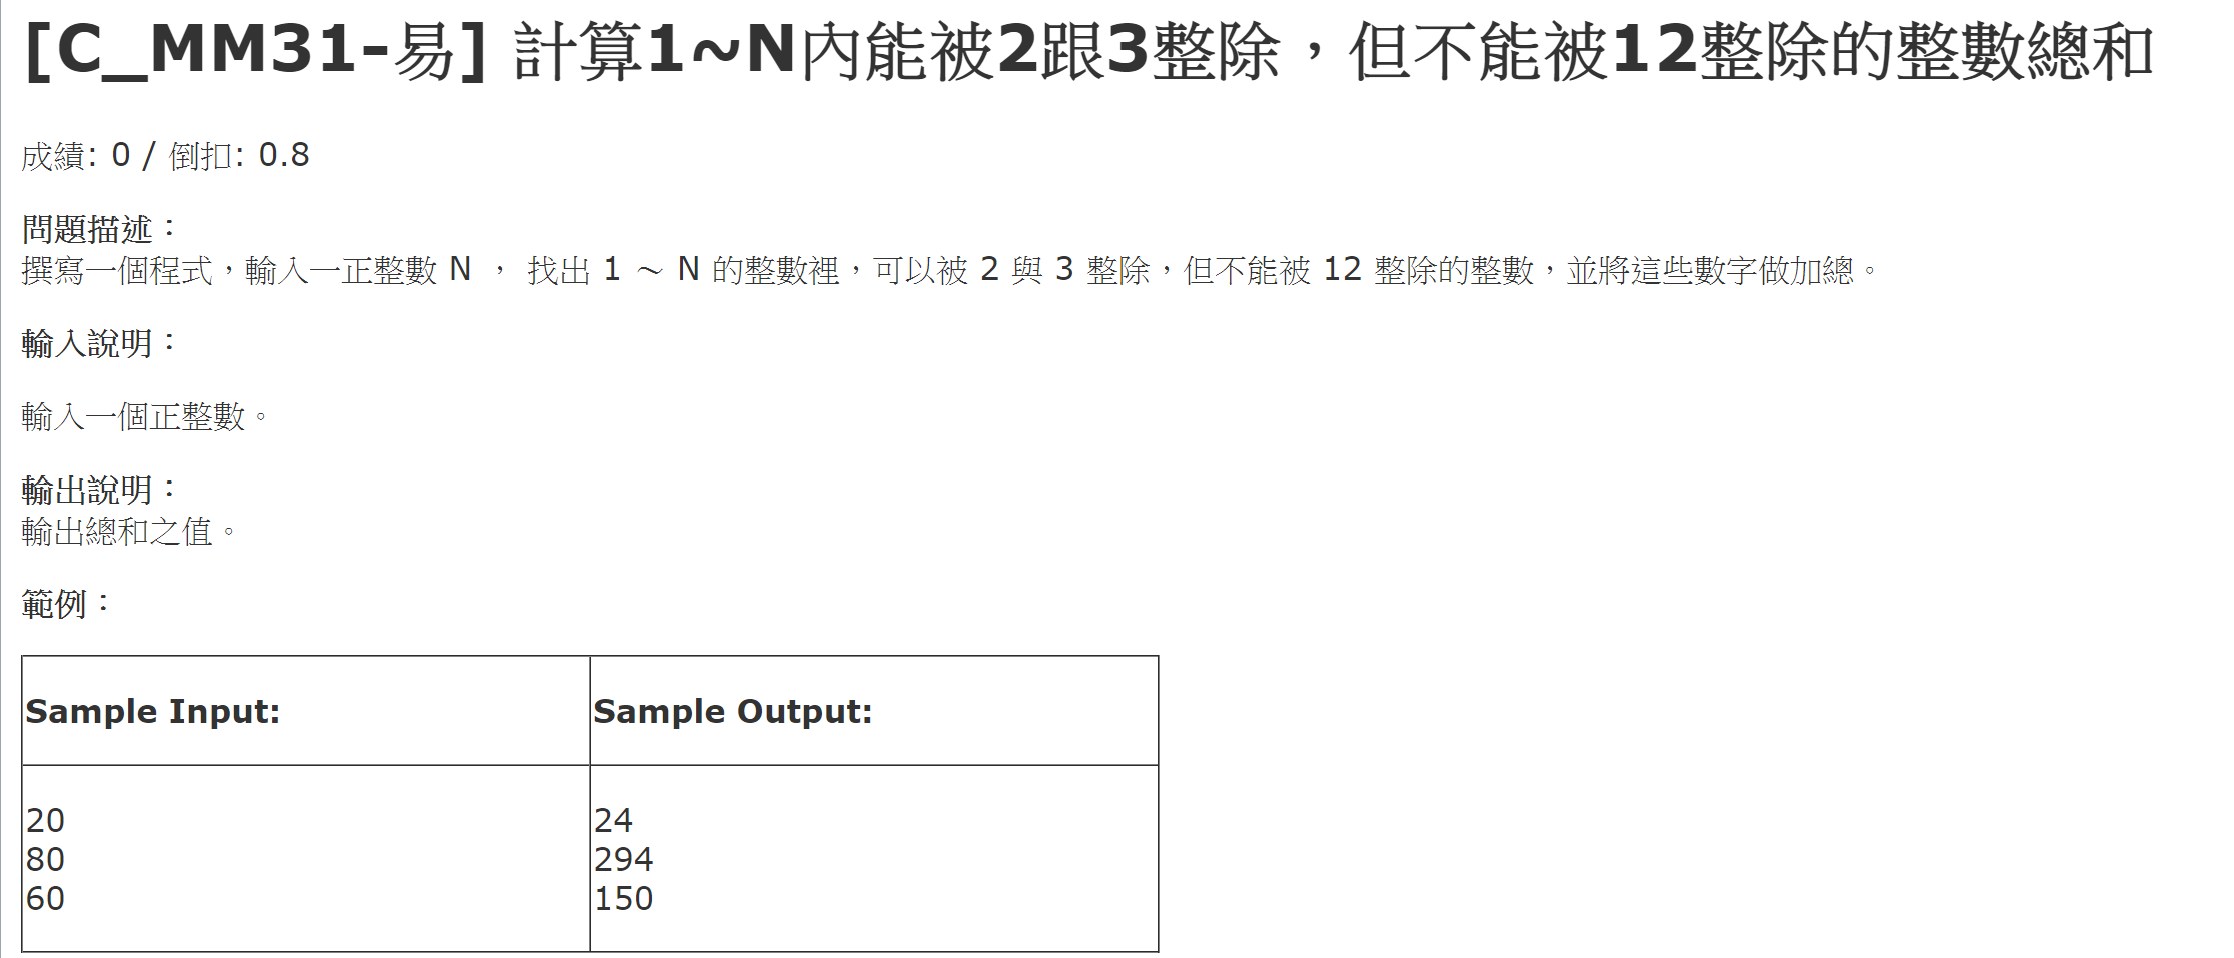 [C_MM31-易] 計算1~N內能被2跟3整除，但不能被12整除的整數總和
成績: 0 / 倒扣: 0.8
問題描述：
撰寫一個程式，輸入一正整數 N ， 找出 1 ～ N 的整數裡，可以被 2 與 3 整除，但不能被 12 整除的整數，並將這些數字做加總。
輸入說明：
輸入一個正整數。
輸出說明：
輸出總和之值。
範例：
Sample Input: Sample Output:
20 24
80 294
60 150